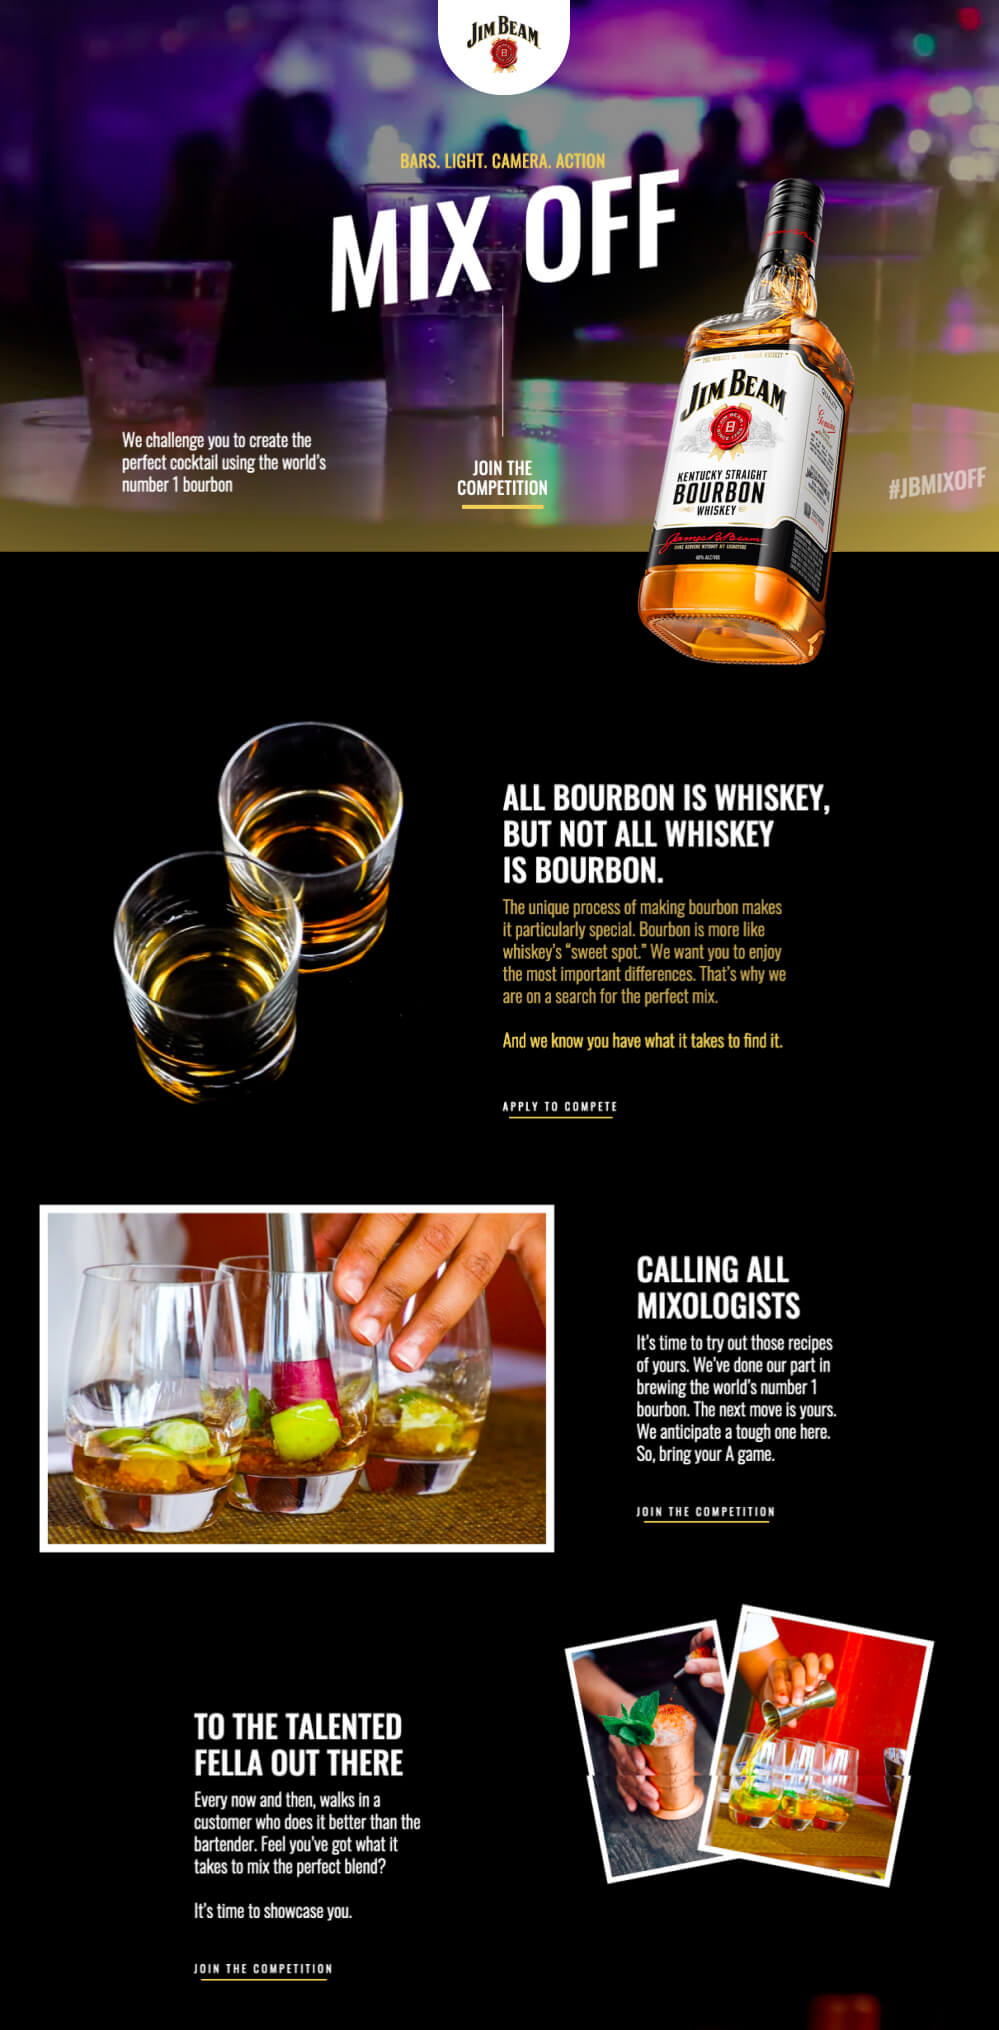 JIM BEAM
BARS. LIGHT. CAMERA. ACTION
MIX OFF
We challenge you to create the
perfect cocktail using the world's
number 1 bourbon
JOIN THE
COMPETITION
JIM BEAM
KENTUCKY STRAIGHT
BOURBON
WHISKEY
James B. Beam
#JBMIXOFF
ALL BOURBON IS WHISKEY,
BUT NOT ALL WHISKEY
IS BOURBON.
The unique process of making bourbon makes
it particularly special. Bourbon is more like
whiskey's “sweet spot.” We want you to enjoy
the most important differences. That's why we
are on a search for the perfect mix.
And we know you have what it takes to find it.
APPLY TO COMPETE
CALLING ALL
MIXOLOGISTS
It's time to try out those recipes
of yours. We've done our part in
brewing the world's number 1
bourbon. The next move is yours.
We anticipate a tough one here.
So, bring your A game.
JOIN THE COMPETITION
TO THE TALENTED
FELLA OUT THERE
Every now and then, walks in a
customer who does it better than the
bartender. Feel you've got what it
takes to mix the perfect blend?
It's time to showcase you.
JOIN THE COMPETITION